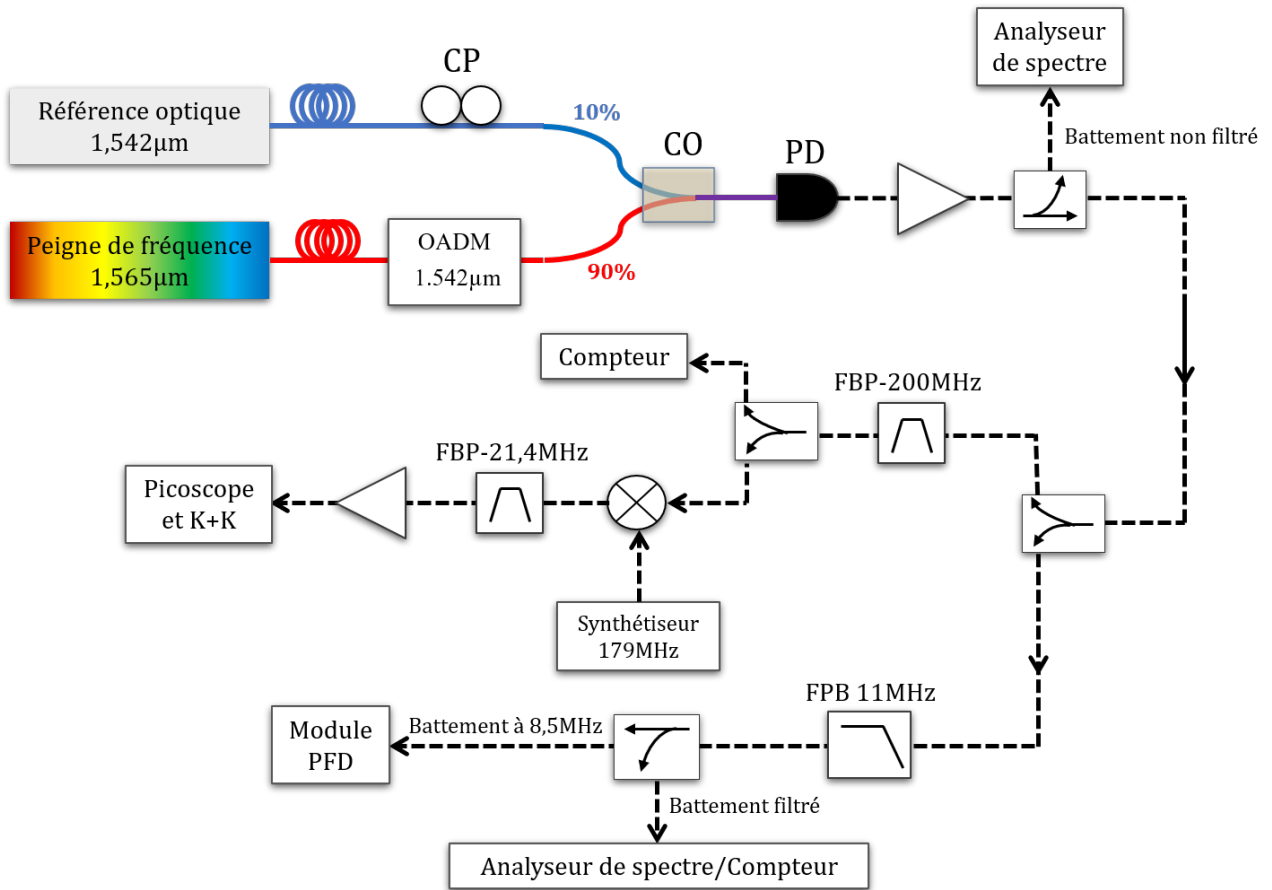 Analyseur
de spectre
CP
Référence optique
1,542µm
10%
Battement non filtré
CO
PD
Peigne de fréquence
1,565µm
OADM
1.542µm
90%
Compteur
FBP-200MHz
FBP-21,4MHz
Picoscope
et K+K
Synthétiseur
179MHz
FPB 11MHz
Module
PFD
Battement à 8,5MHz
Battement filtré
Analyseur de spectre/Compteur